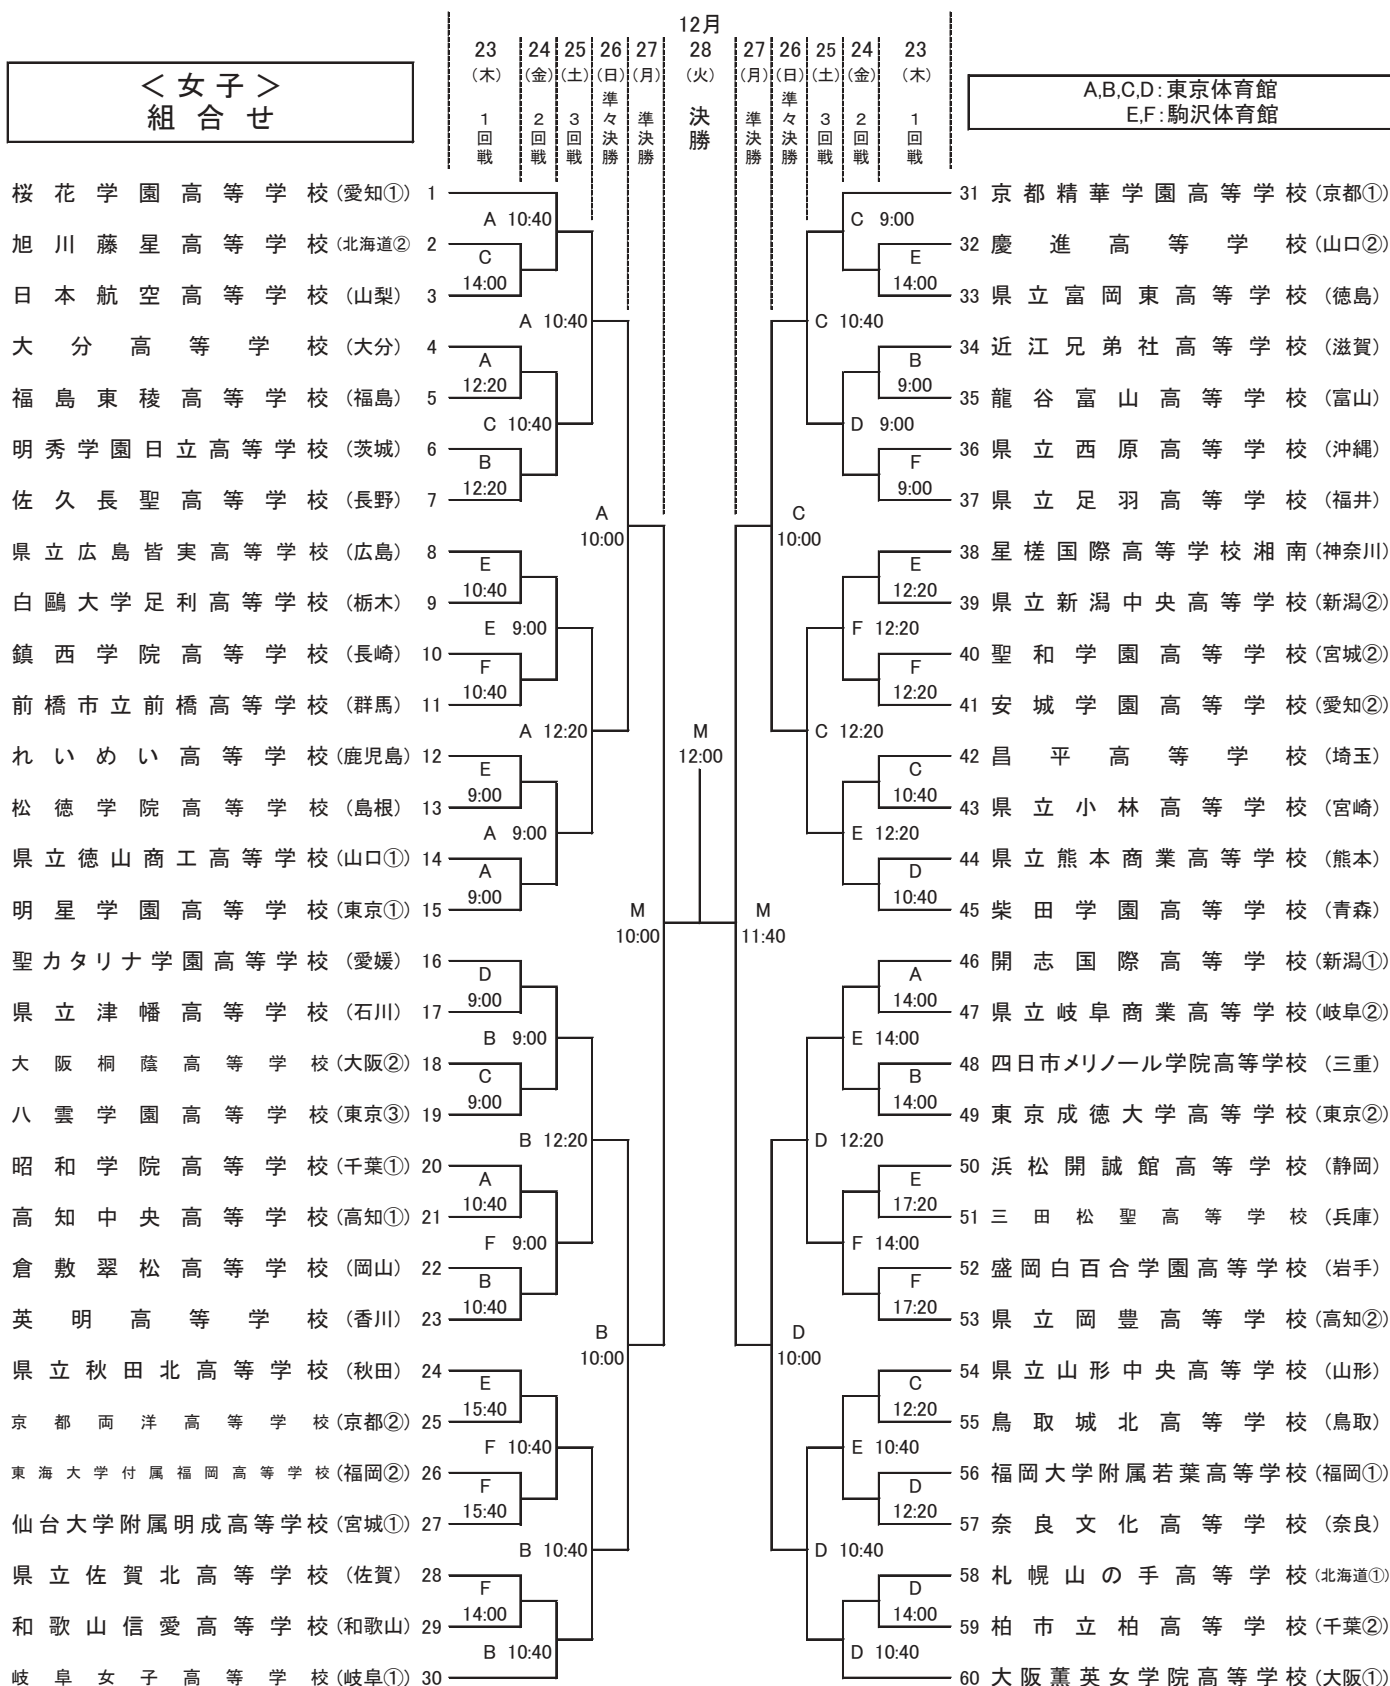 12月
23 24 25 26 27 28 27 26 25 24 23
(木) (金) (土) (日) (月) (火) (月) (日) (土) (金) (木)
1回戦 2回戦 3回戦 準々決勝 準決勝 決勝 準決勝 準々決勝 3回戦 2回戦 1回戦
＜女子＞
組合せ
A,B,C,D：東京体育館
E,F：駒沢体育館
桜花学園高等学校(愛知①) 1
旭川藤星高等学校(北海道② 2
日本航空高等学校(山梨) 3
大分高等学校(大分) 4
福島東稜高等学校(福島) 5
明秀学園日立高等学校(茨城) 6
佐久長聖高等学校(長野) 7
県立広島皆実高等学校(広島) 8
白鷗大学足利高等学校(栃木) 9
鎮西学院高等学校(長崎) 10
前橋市立前橋高等学校(群馬) 11
れいめい高等学校(鹿児島) 12
松徳学院高等学校(島根) 13
県立徳山商工高等学校(山口①) 14
明星学園高等学校(東京①) 15
聖カタリナ学園高等学校(愛媛) 16
県立津幡高等学校(石川) 17
大阪桐蔭高等学校(大阪②) 18
八雲学園高等学校(東京③) 19
昭和学院高等学校(千葉①) 20
高知中央高等学校(高知①) 21
倉敷翠松高等学校(岡山) 22
英明高等学校(香川) 23
県立秋田北高等学校(秋田) 24
京都両洋高等学校(京都②) 25
東海大学付属福岡高等学校(福岡②) 26
仙台大学附属明成高等学校(宮城①) 27
県立佐賀北高等学校(佐賀) 28
和歌山信愛高等学校(和歌山) 29
岐阜女子高等学校(岐阜①) 30
C 14:00
A 12:20
B 12:20
E 10:40
F 10:40
E 9:00
A 9:00
D 9:00
C 9:00
A 10:40
B 10:40
E 15:40
F 15:40
F 14:00
A 10:40
C 10:40
E 9:00
A 9:00
B 9:00
F 9:00
F 10:40
B 10:40
A 10:40
A 12:20
B 12:20
B 10:40
A 10:00
B 10:00
M 10:00
M 12:00
M 11:40
C 10:00
D 10:00
C 10:40
C 12:20
D 12:20
D 10:40
C 9:00
D 9:00
F 12:20
E 12:20
E 14:00
F 14:00
E 10:40
D 10:40
E 14:00
B 9:00
F 9:00
E 12:20
F 12:20
C 10:40
D 10:40
A 14:00
B 14:00
E 17:20
F 17:20
C 12:20
D 12:20
D 14:00
31 京都精華学園高等学校(京都①)
32 慶進高等学校(山口②)
33 県立富岡東高等学校(徳島)
34 近江兄弟社高等学校(滋賀)
35 龍谷富山高等学校(富山)
36 県立西原高等学校(沖縄)
37 県立足羽高等学校(福井)
38 星槎国際高等学校湘南(神奈川)
39 県立新潟中央高等学校(新潟②)
40 聖和学園高等学校(宮城②)
41 安城学園高等学校(愛知②)
42 昌平高等学校(埼玉)
43 県立小林高等学校(宮崎)
44 県立熊本商業高等学校(熊本)
45 柴田学園高等学校(青森)
46 開志国際高等学校(新潟①)
47 県立岐阜商業高等学校(岐阜②)
48 四日市メリノール学院高等学校(三重)
49 東京成徳大学高等学校(東京②)
50 浜松開誠館高等学校(静岡)
51 三田松聖高等学校(兵庫)
52 盛岡白百合学園高等学校(岩手)
53 県立岡豊高等学校(高知②)
54 県立山形中央高等学校(山形)
55 鳥取城北高等学校(鳥取)
56 福岡大学附属若葉高等学校(福岡①)
57 奈良文化高等学校(奈良)
58 札幌山の手高等学校(北海道①)
59 柏市立柏高等学校(千葉②)
60 大阪薫英女学院高等学校(大阪①)